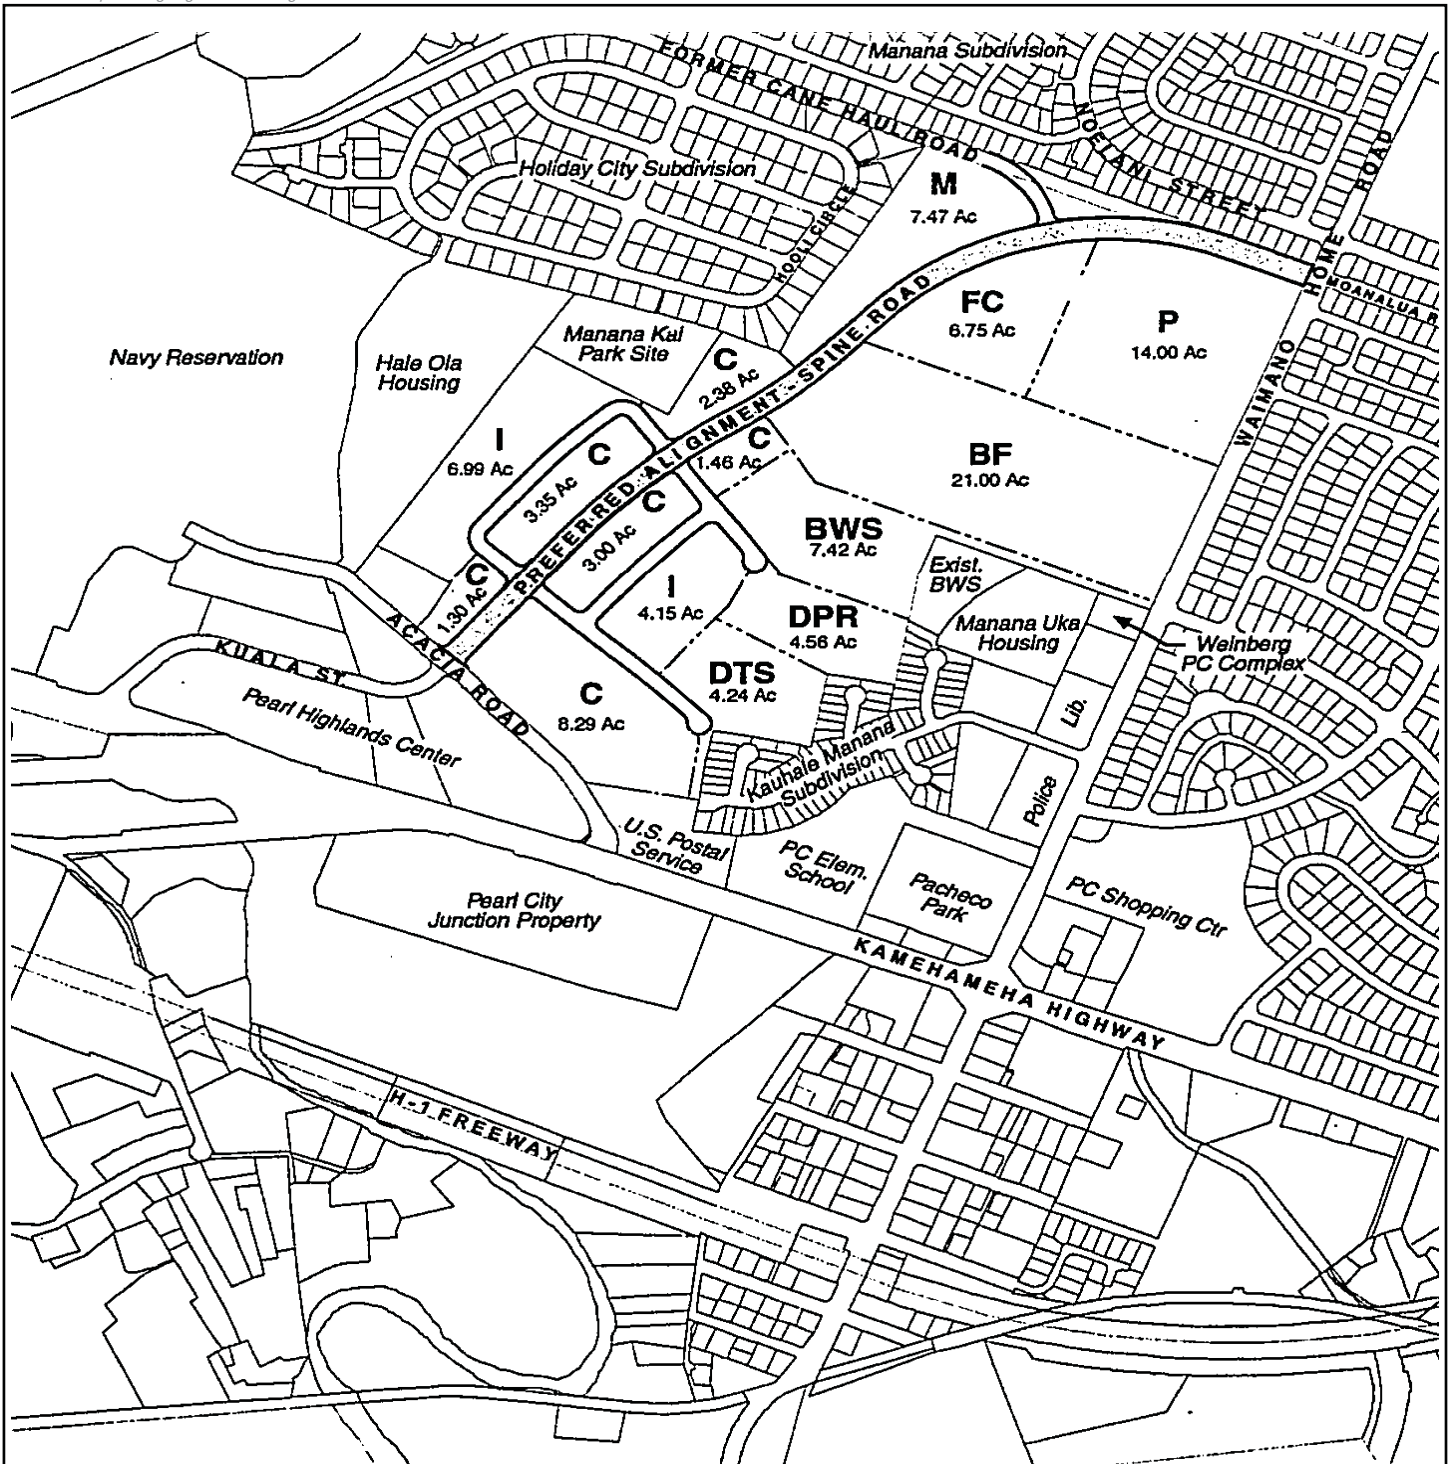 Manana Subdivision
FORMER CANE HAUL ROAD
NOELANI STREET
ROAD
HOME
WAIMANO
MOANALUA R
Holiday City Subdivision
HOOLI CIRCLE
M
7.47 Ac
FC
6.75 Ac
P
14.00 Ac
Navy Reservation
Hale Ola
Housing
Manana Kai
Park Site
C
2.38 Ac
PREFERRED ALIGNMENT - SPINE ROAD
I
6.99 Ac
C
3.35 Ac
C
1.46 Ac
BF
21.00 Ac
C
3.00 Ac
BWS
7.42 Ac
Exist.
BWS
C
1.30 Ac
I
4.15 Ac
DPR
4.56 Ac
Manana Uka
Housing
Weinberg
PC Complex
ACACIA ROAD
KUALA ST.
DTS
4.24 Ac
C
8.29 Ac
Pearl Highlands Center
Lib.
Kauhale Manana
Subdivision
Police
U.S. Postal
Service
PC Elem.
School
Pacheco
Park
PC Shopping Ctr
Pearl City
Junction Property
KAMEHAMEHA HIGHWAY
H-1 FREEWAY